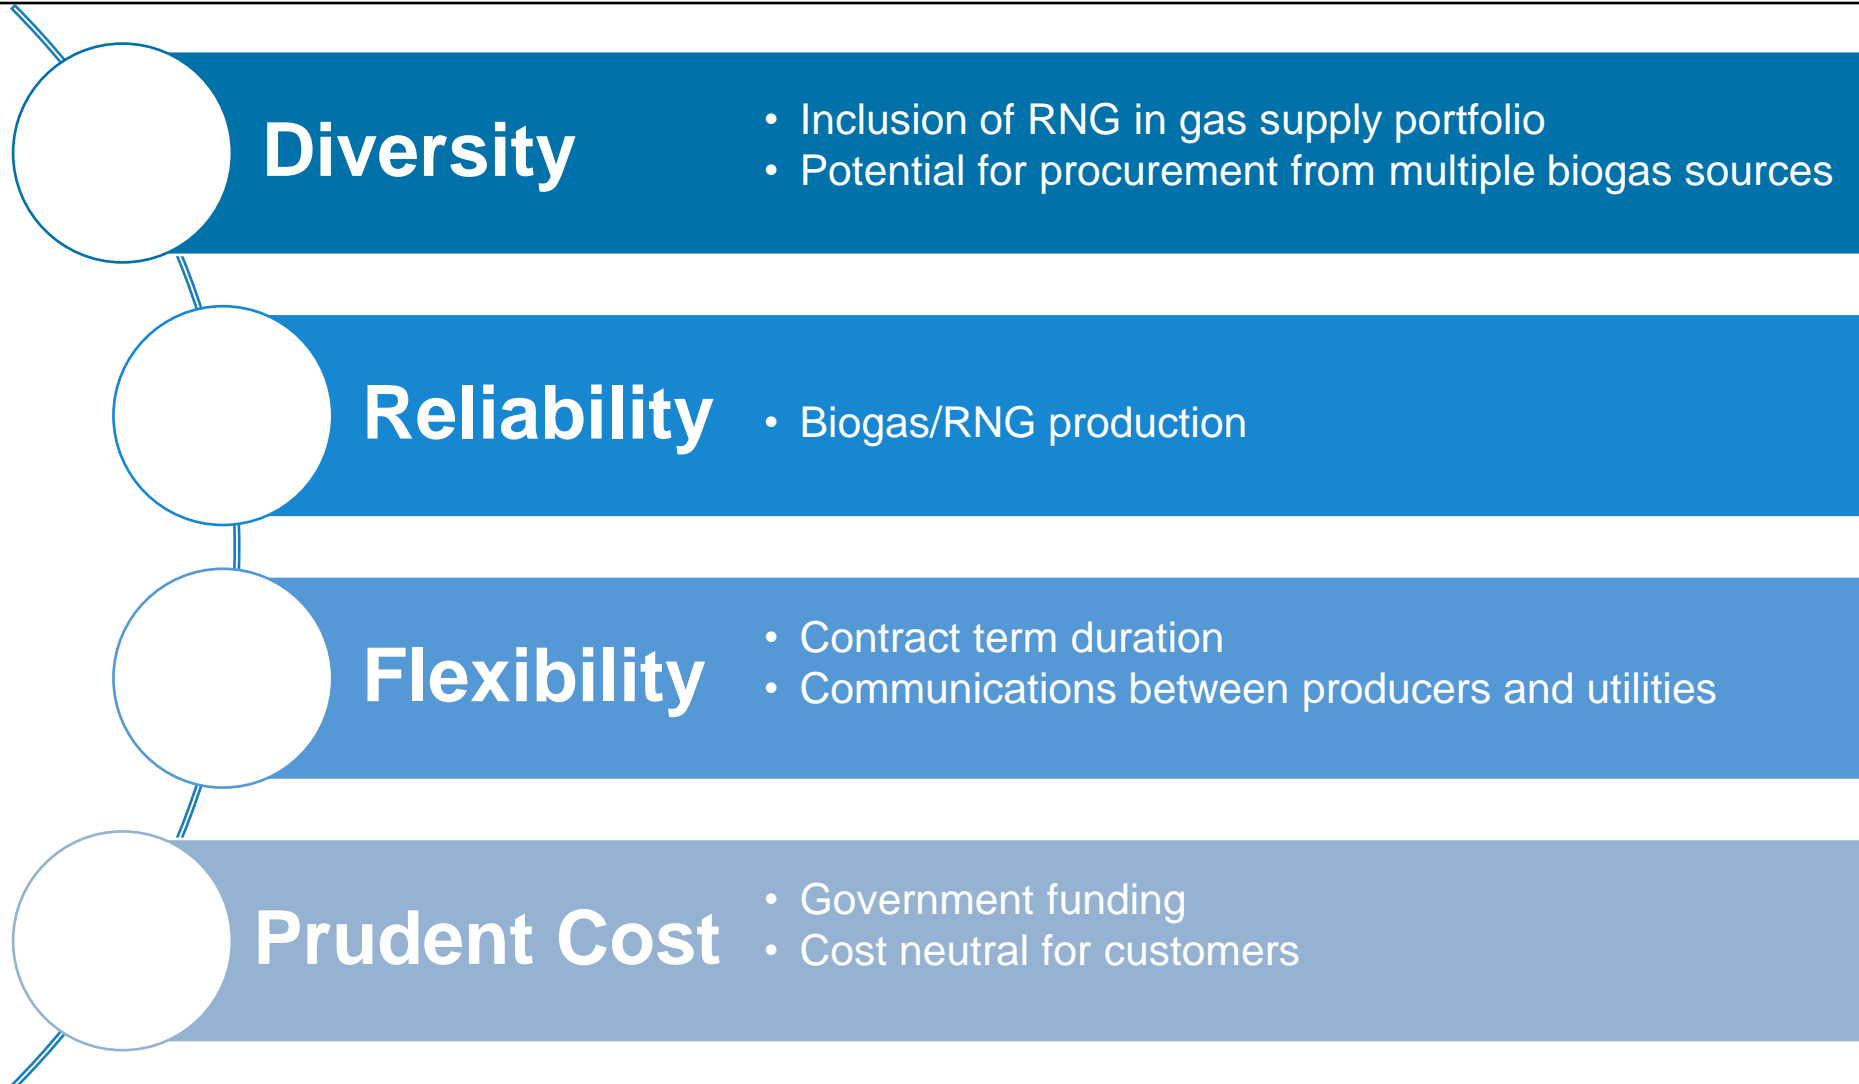 Diversity
• Inclusion of RNG in gas supply portfolio
• Potential for procurement from multiple biogas sources
Reliability
• Biogas/RNG production
Flexibility
• Contract term duration
• Communications between producers and utilities
Prudent Cost
• Government funding
• Cost neutral for customers